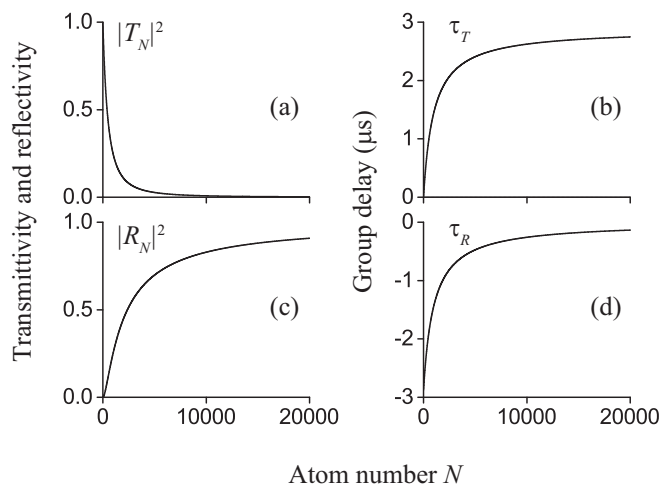 Transmittivity and reflectivity
1.0
0.5
0.0
|T_N|²
(a)
Group delay (μs)
3
2
1
0
τ_T
(b)
1.0
0.5
0.0
|R_N|²
(c)
0
10000
20000
0
-1
-2
-3
τ_R
(d)
0
10000
20000
Atom number N